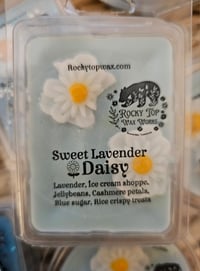 Rockytopwax.com
Rocky Top
Wax Works
Sweet Lavender
Daisy
Lavender, Ice cream shoppe,
Jellybeans, Cashmere petals,
Blue sugar, Rice crispy treats